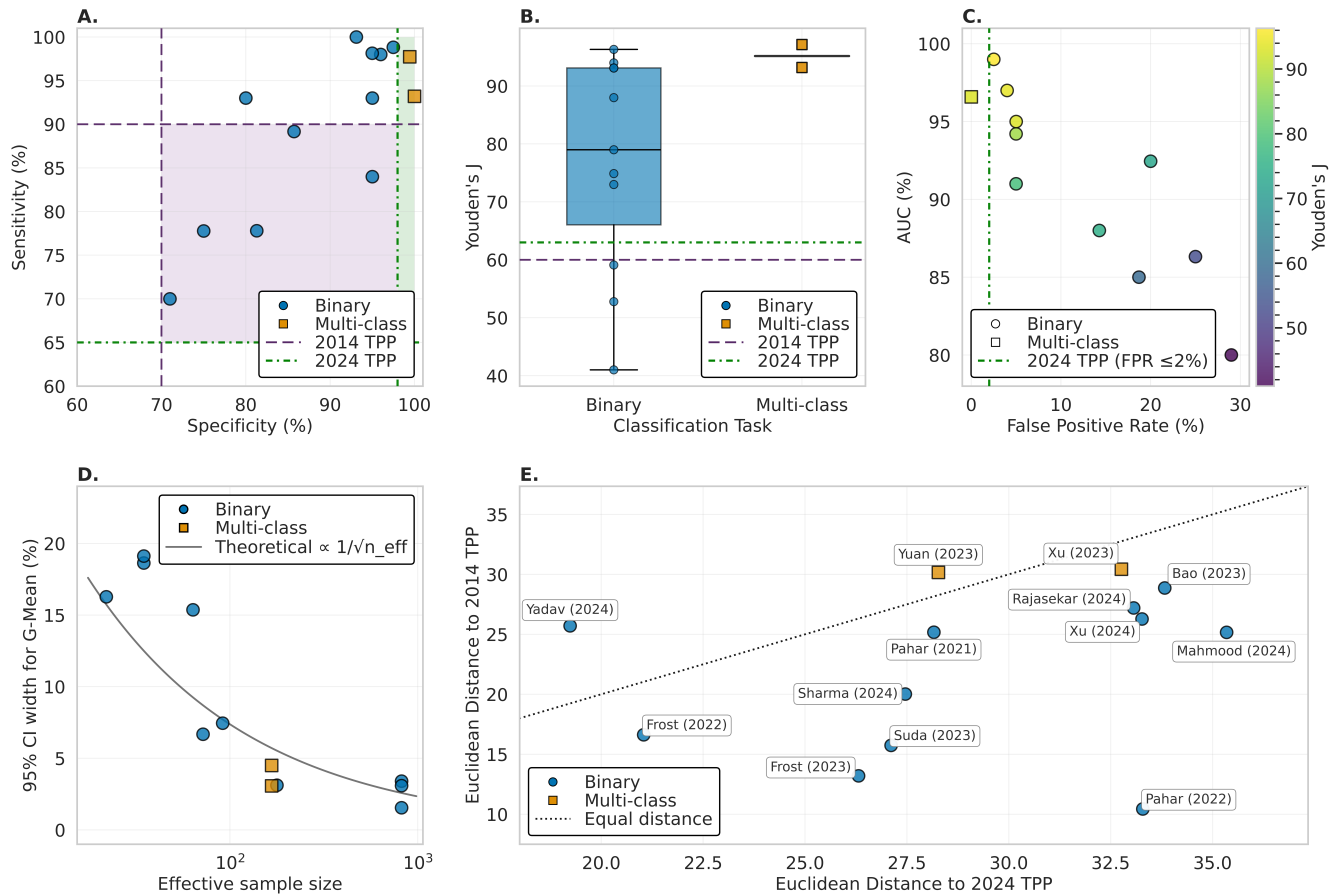 A.
100
95
90
85
80
75
70
65
60
Sensitivity (%)
60
70
80
90
100
Specificity (%)
Binary
Multi-class
2014 TPP
2024 TPP
B.
90
80
70
60
50
40
Youden's J
Binary
Multi-class
Classification Task
Binary
Multi-class
2014 TPP
2024 TPP
C.
100
95
90
85
80
AUC (%)
0
10
20
30
False Positive Rate (%)
Binary
Multi-class
2024 TPP (FPR ≤2%)
90
80
70
60
50
Youden's J
D.
20
15
10
5
0
95% CI width for G-Mean (%)
10²
10³
Effective sample size
Binary
Multi-class
Theoretical ∝ 1/√n_eff
E.
35
30
25
20
15
10
Euclidean Distance to 2014 TPP
20.0
22.5
25.0
27.5
30.0
32.5
35.0
Euclidean Distance to 2024 TPP
Yuan (2023)
Xu (2023)
Bao (2023)
Rajasekar (2024)
Yadav (2024)
Xu (2024)
Pahar (2021)
Mahmood (2024)
Sharma (2024)
Frost (2022)
Suda (2023)
Frost (2023)
Pahar (2022)
Binary
Multi-class
Equal distance